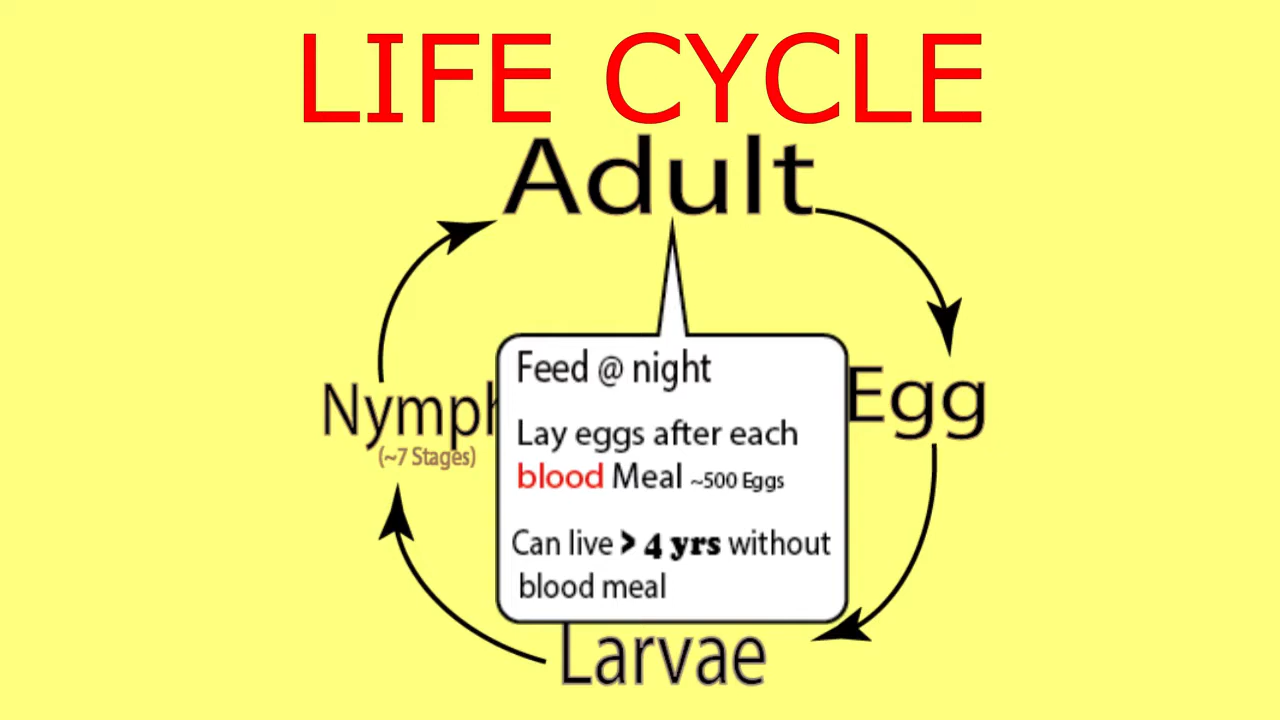 LIFE CYCLE
Adult
Feed @ night
Nymph
Egg
(~7 Stages)
Lay eggs after each
blood Meal ~500 Eggs
Can live > 4 yrs without
blood meal
Larvae